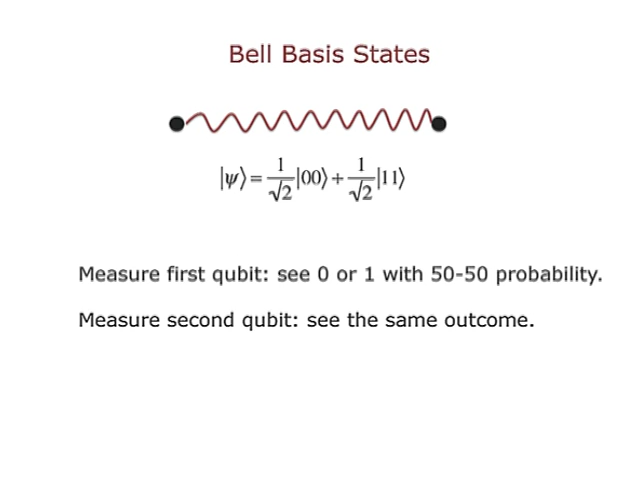 Bell Basis States
|ψ⟩ = 1/√2 |00⟩ + 1/√2 |11⟩
Measure first qubit: see 0 or 1 with 50-50 probability.
Measure second qubit: see the same outcome.